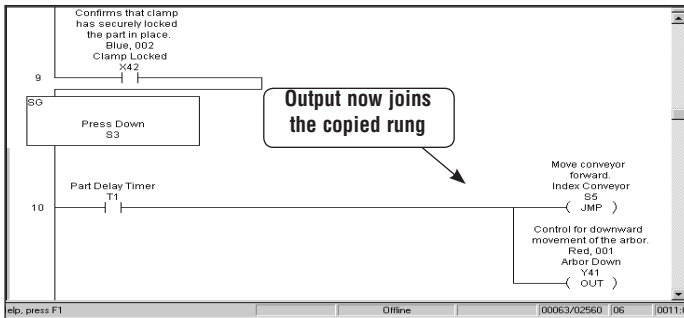 Confirms that clamp
has securely locked
the part in place.
Blue, 002
Clamp Locked
X42
9
SG
Press Down
S3
Output now joins
the copied rung
Move conveyor
forward.
Index Conveyor
Part Delay Timer
S5
T1
10
JMP
Control for downward
movement of the arbor.
Red, 001
Arbor Down
Y41
OUT
elp, press F1
Offline
00063/02560
06